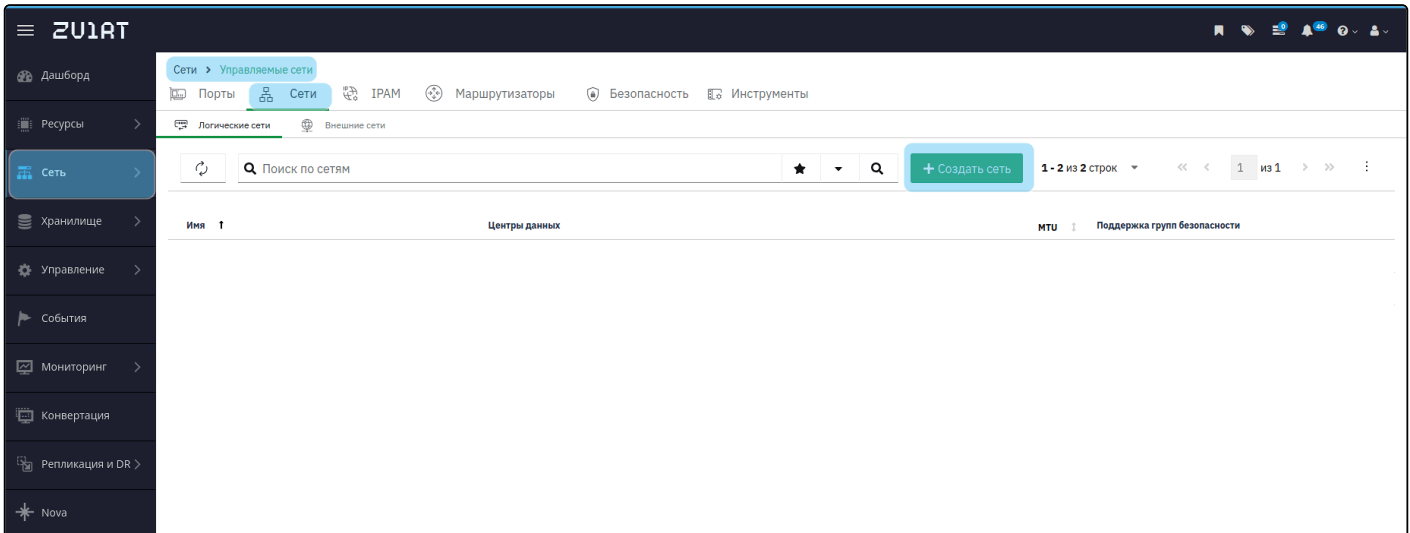 ZVIRT
0
46
Дашборд
Ресурсы
Сеть
Хранилище
Управление
События
Мониторинг
Конвертация
Репликация и DR
Nova
Сети > Управляемые сети
Порты Сети IPAM Маршрутизаторы Безопасность Инструменты
Логические сети Внешние сети
Поиск по сетям + Создать сеть 1 - 2 из 2 строк 1 из 1
Имя Центры данных MTU Поддержка групп безопасности